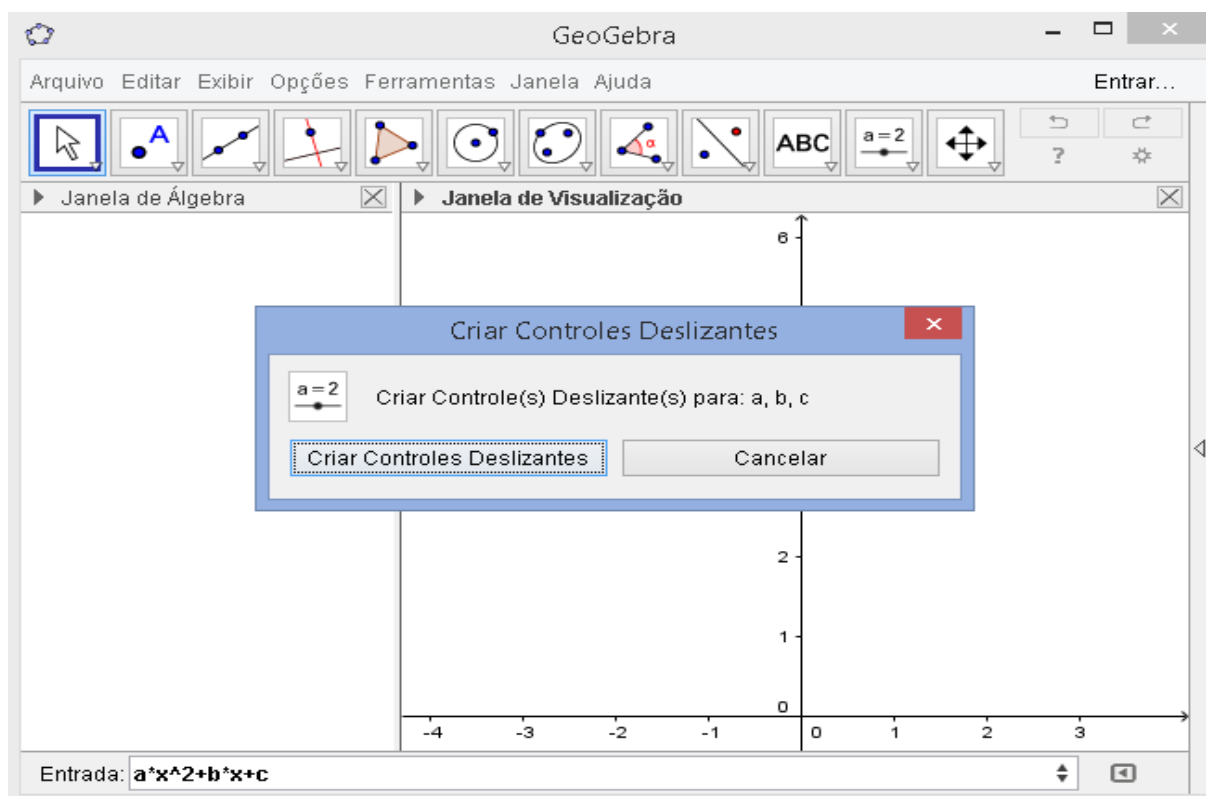 GeoGebra
Arquivo Editar Exibir Opções Ferramentas Janela Ajuda Entrar...
A α ABC a=2 ?
Janela de Álgebra Janela de Visualização
6
Criar Controles Deslizantes
a=2 Criar Controle(s) Deslizante(s) para: a, b, c
Criar Controles Deslizantes Cancelar
2
1
0
-4 -3 -2 -1 0 1 2 3
Entrada: a*x^2+b*x+c